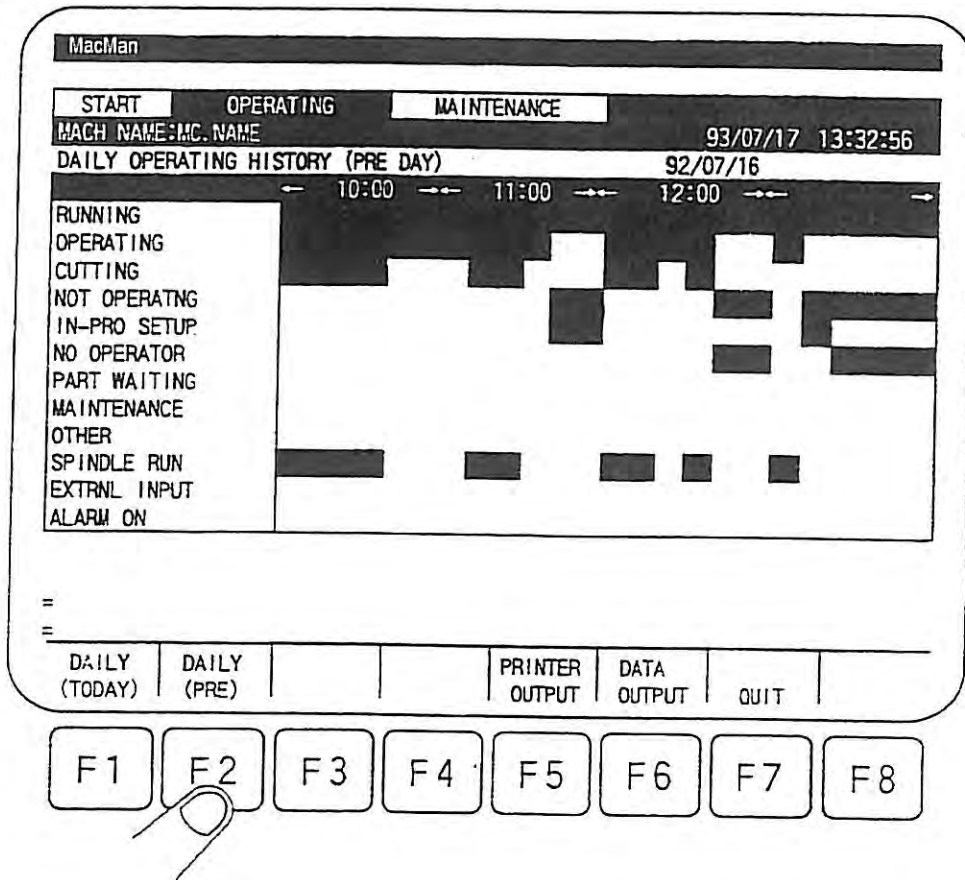 MacMan
START OPERATING MAINTENANCE
MACH NAME:MC.NAME 93/07/17 13:32:56
DAILY OPERATING HISTORY (PRE DAY) 92/07/16
← 10:00 →← 11:00 →← 12:00 →← →
RUNNING
OPERATING
CUTTING
NOT OPERATNG
IN-PRO SETUP
NO OPERATOR
PART WAITING
MAINTENANCE
OTHER
SPINDLE RUN
EXTRNL INPUT
ALARM ON
=
=
DAILY (TODAY) DAILY (PRE) PRINTER OUTPUT DATA OUTPUT QUIT
F1 F2 F3 F4 F5 F6 F7 F8